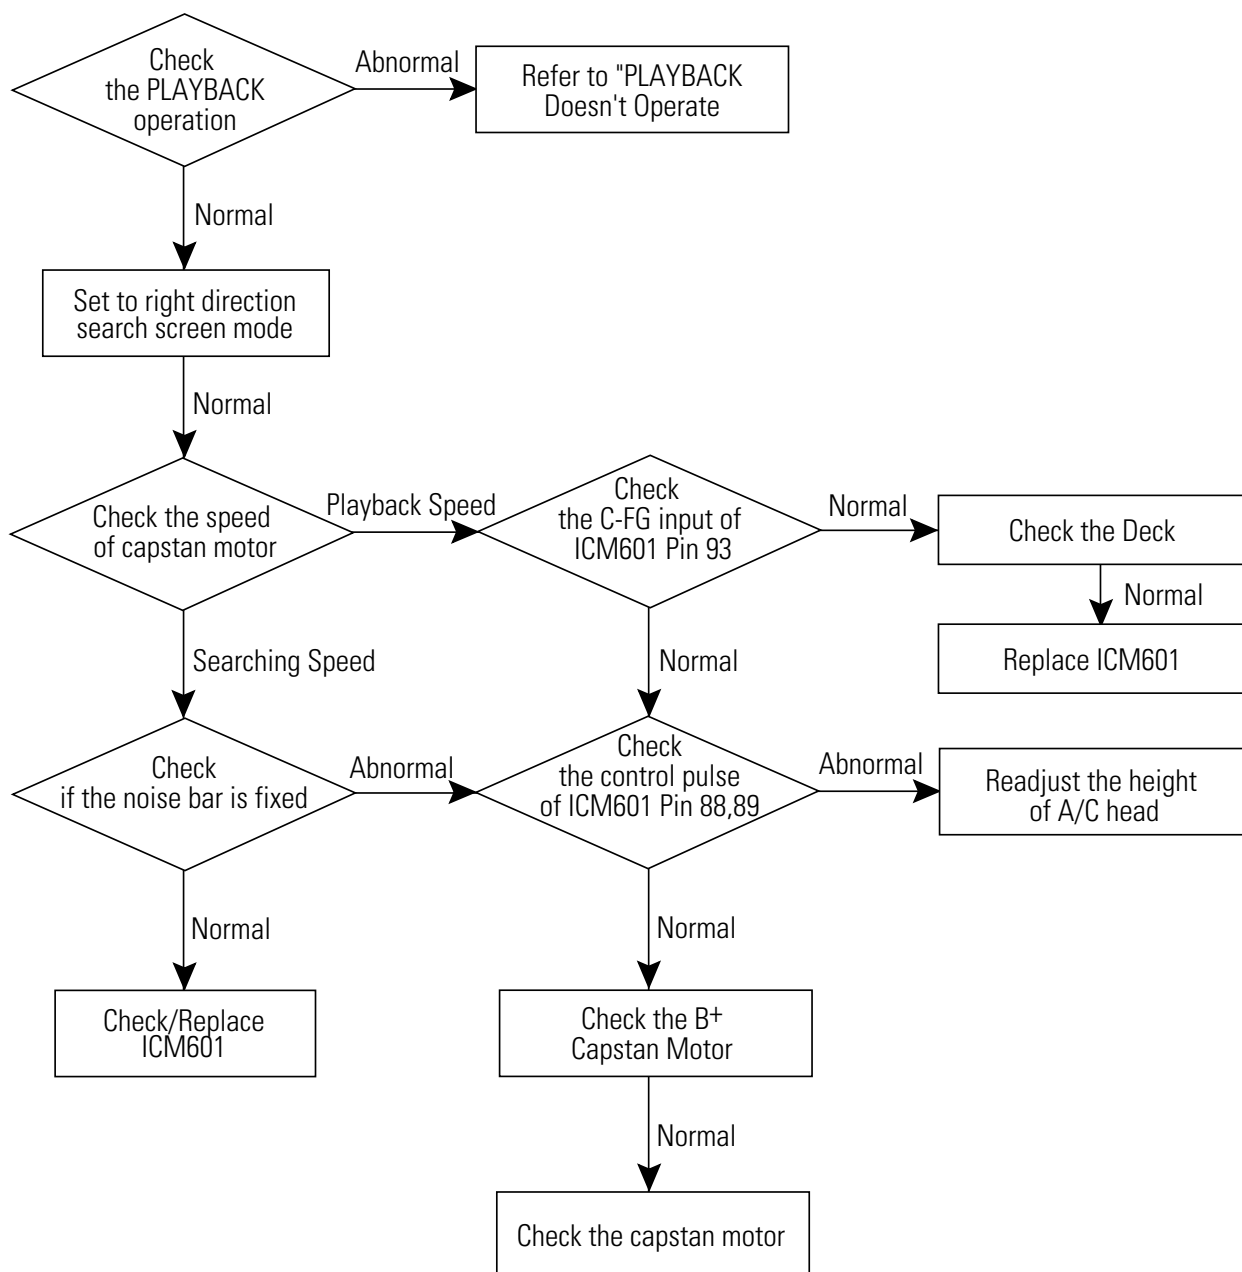 Check
the PLAYBACK
operation
Abnormal
Refer to "PLAYBACK
Doesn't Operate
Normal
Set to right direction
search screen mode
Normal
Check the speed
of capstan motor
Playback Speed
Check
the C-FG input of
ICM601 Pin 93
Normal
Check the Deck
Normal
Replace ICM601
Searching Speed
Normal
Check
if the noise bar is fixed
Abnormal
Check
the control pulse
of ICM601 Pin 88,89
Abnormal
Readjust the height
of A/C head
Normal
Check/Replace
ICM601
Normal
Check the B+
Capstan Motor
Normal
Check the capstan motor